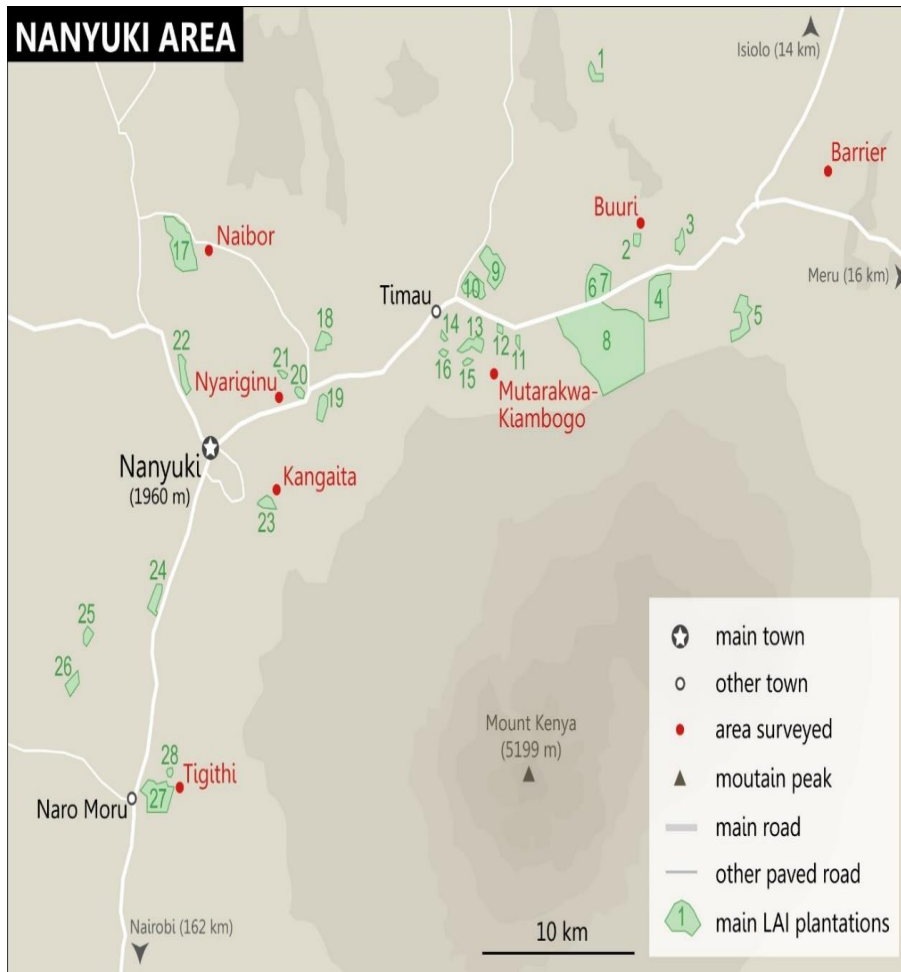 NANYUKI AREA
Isiolo (14 km)
1
Barrier
Buuri
3
2
Naibor
17
9
Meru (16 km)
10
6
7
4
Timau
5
18
14
13
12
11
8
22
16
15
21
20
Nyariginu
19
Mutarakwa-
Kiambogo
Nanyuki
(1960 m)
Kangaita
23
24
25
26
main town
other town
area surveyed
Mount Kenya
(5199 m)
moutain peak
28
Tigithi
27
Naro Moru
main road
other paved road
1
main LAI plantations
Nairobi (162 km)
10 km